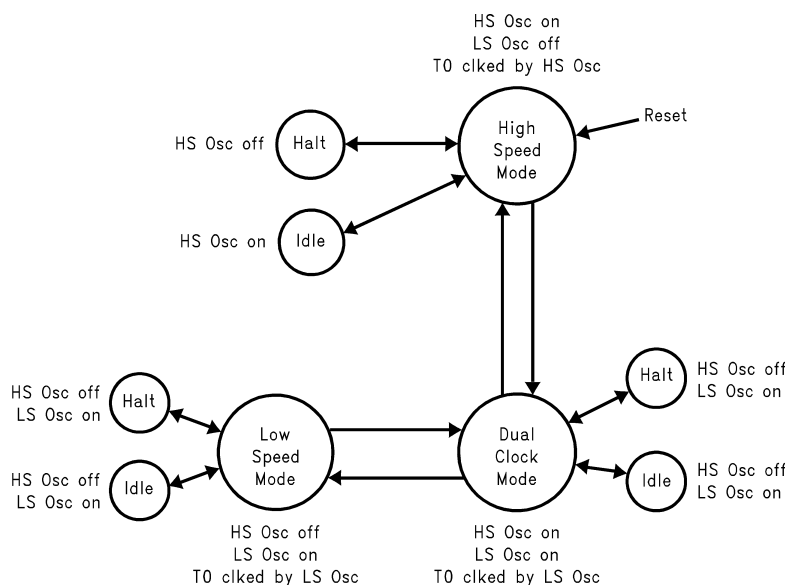 HS Osc on
LS Osc off
T0 clked by HS Osc
Reset
High
Speed
Mode
HS Osc off
Halt
HS Osc on
Idle
HS Osc off
LS Osc on
Halt
HS Osc off
LS Osc on
Idle
Low
Speed
Mode
HS Osc off
LS Osc on
T0 clked by LS Osc
Dual
Clock
Mode
HS Osc on
LS Osc on
T0 clked by LS Osc
Halt
HS Osc off
LS Osc on
Idle
HS Osc off
LS Osc on